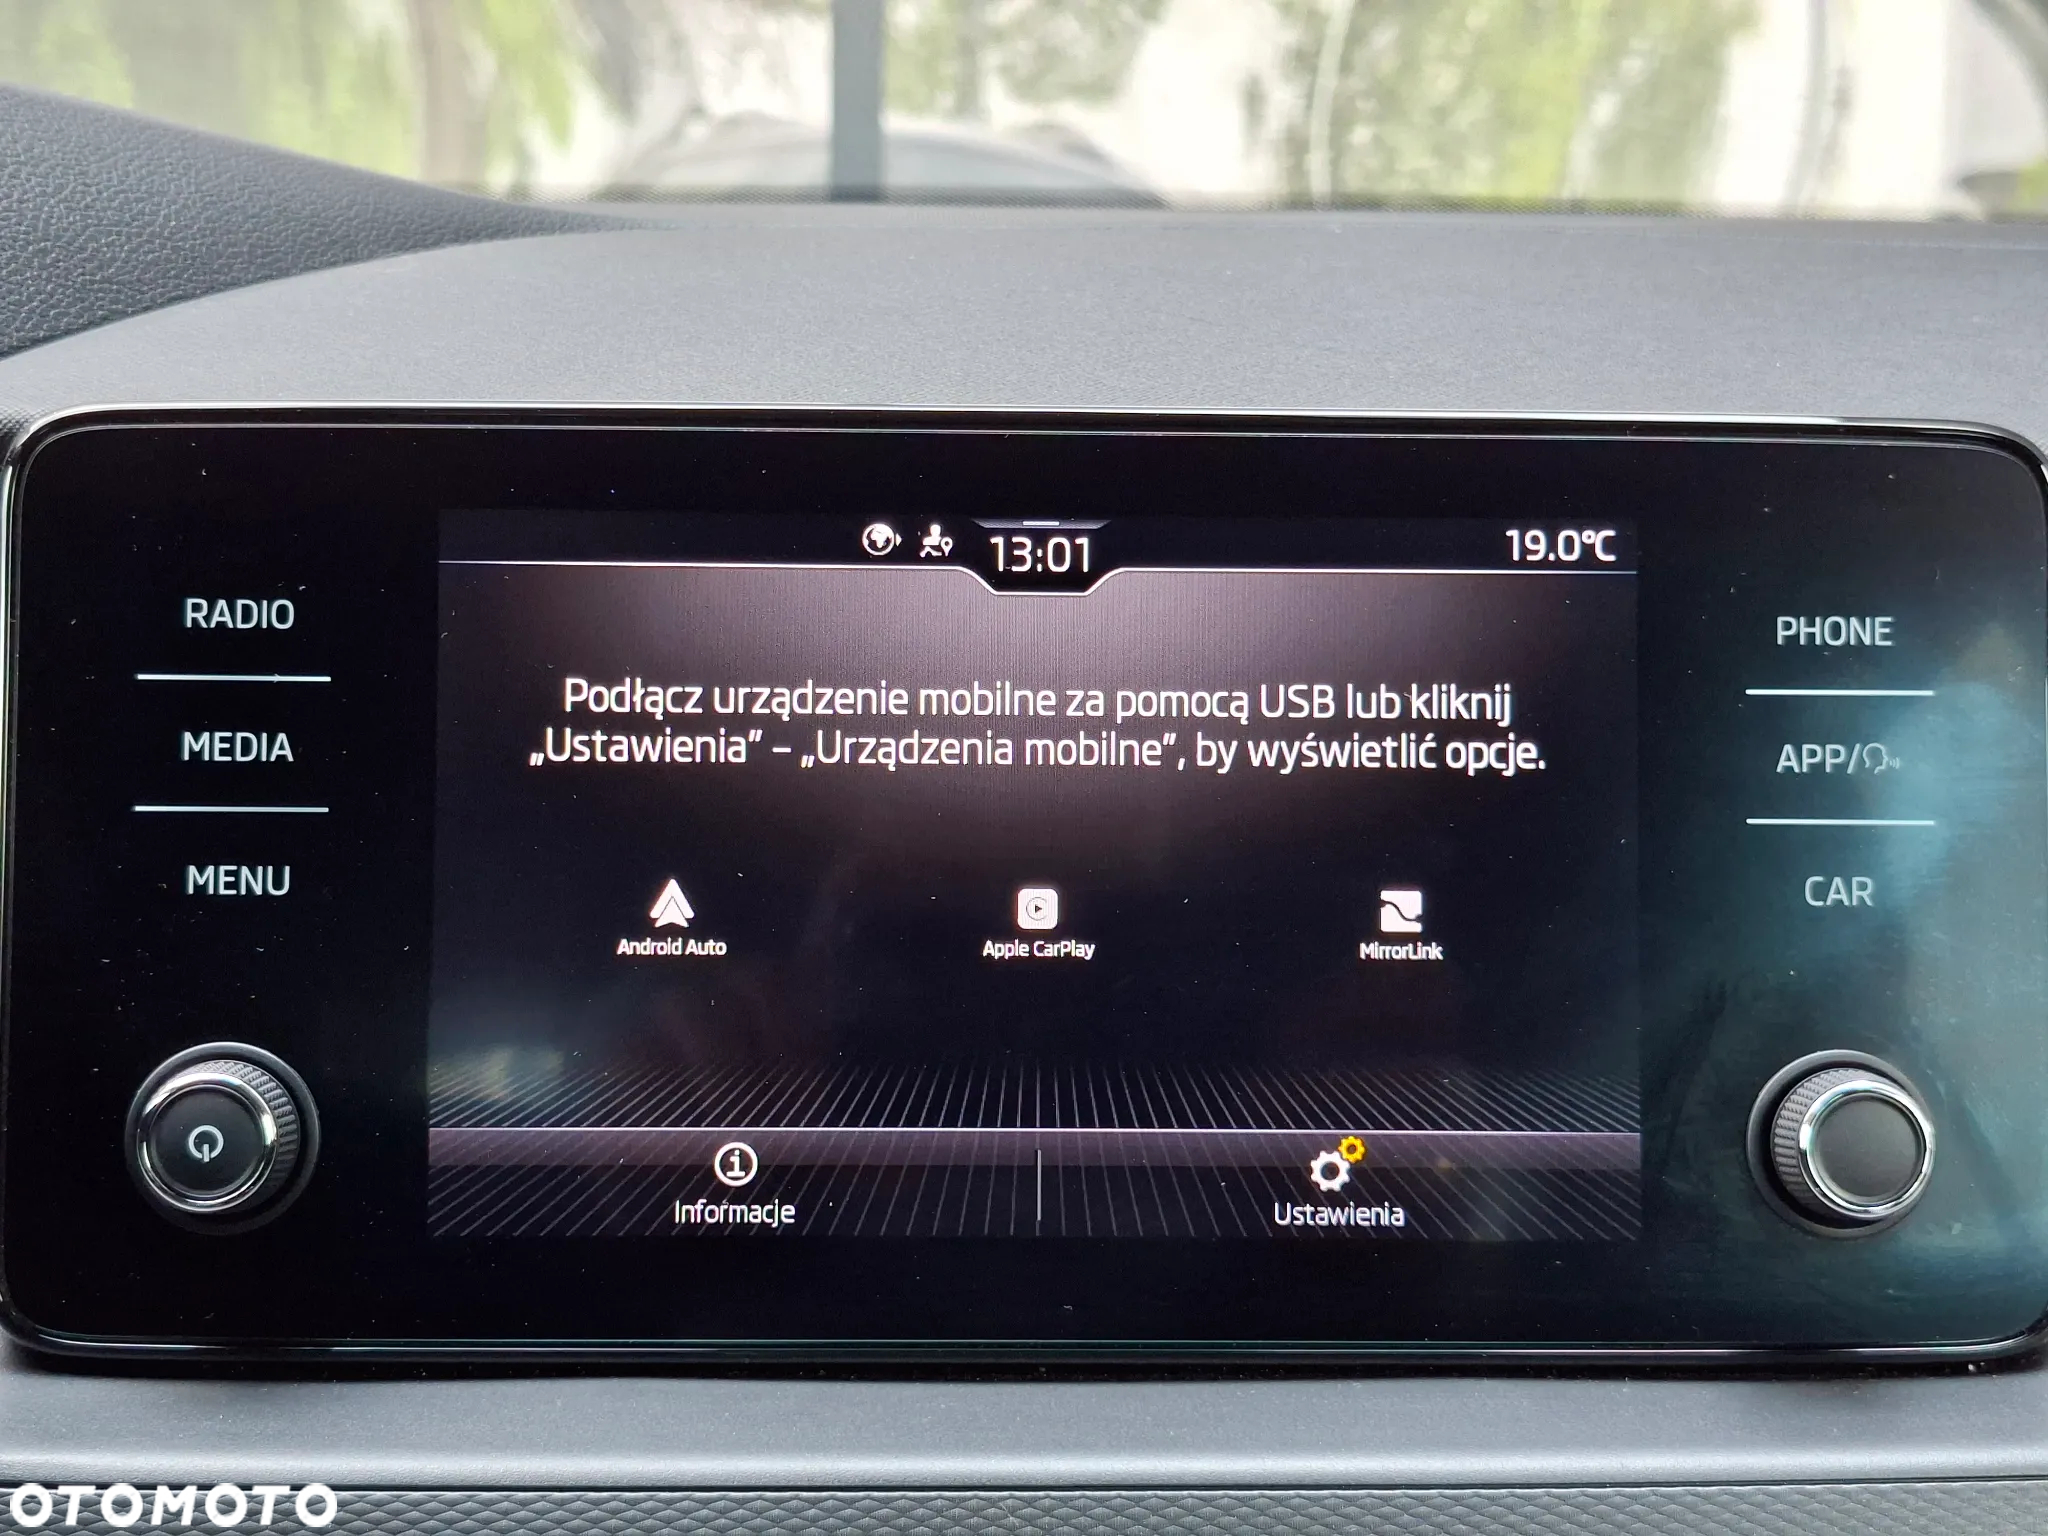 13:01
19.0°C
RADIO
MEDIA
MENU
Podłącz urządzenie mobilne za pomocą USB lub kliknij
„Ustawienia” – „Urządzenia mobilne”, by wyświetlić opcje.
Android Auto
Apple CarPlay
MirrorLink
Informacje
Ustawienia
PHONE
APP/
CAR
OTOMOTO